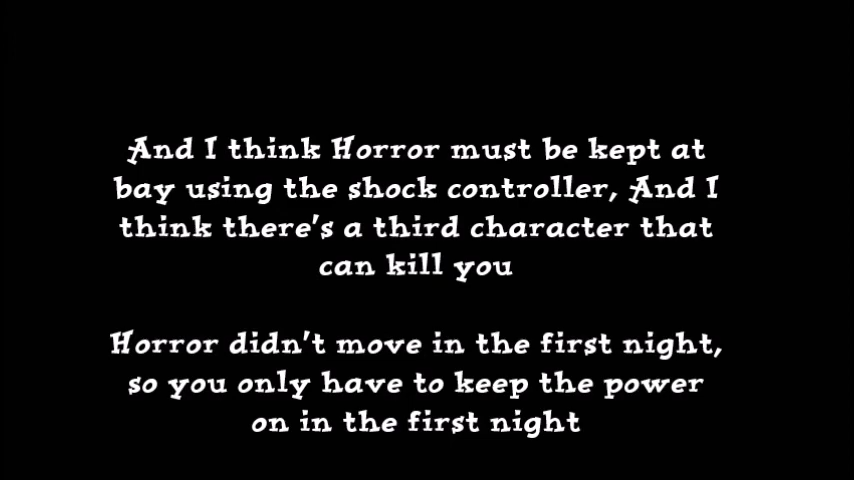 And I think Horror must be kept at
bay using the shock controller, And I
think there's a third character that
can kill you
Horror didn't move in the first night,
so you only have to keep the power
on in the first night